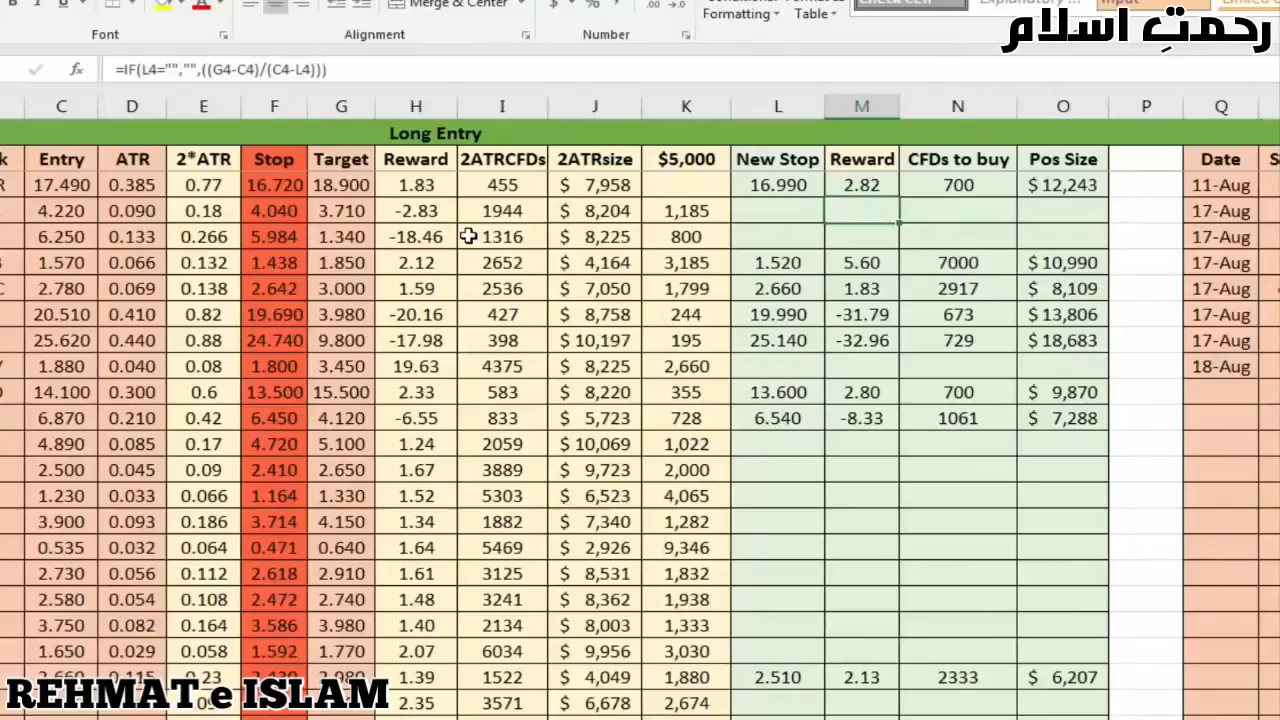 B I U Merge & Center $ % Conditional Format as Check Cell Explanatory ... Input Linked C
Formatting Table
رحمتِ اسلام
Font Alignment Number
fx =IF(L4="","",((G4-C4)/(C4-L4)))
C D E F G H I J K L M N O P Q
Long Entry
k Entry ATR 2*ATR Stop Target Reward 2ATRCFDs 2ATRsize $5,000 New Stop Reward CFDs to buy Pos Size Date S
R 17.490 0.385 0.77 16.720 18.900 1.83 455 $ 7,958 16.990 2.82 700 $ 12,243 11-Aug
4.220 0.090 0.18 4.040 3.710 -2.83 1944 $ 8,204 1,185 17-Aug
6.250 0.133 0.266 5.984 1.340 -18.46 1316 $ 8,225 800 17-Aug
1.570 0.066 0.132 1.438 1.850 2.12 2652 $ 4,164 3,185 1.520 5.60 7000 $ 10,990 17-Aug
2.780 0.069 0.138 2.642 3.000 1.59 2536 $ 7,050 1,799 2.660 1.83 2917 $ 8,109 17-Aug
20.510 0.410 0.82 19.690 3.980 -20.16 427 $ 8,758 244 19.990 -31.79 673 $ 13,806 17-Aug
25.620 0.440 0.88 24.740 9.800 -17.98 398 $ 10,197 195 25.140 -32.96 729 $ 18,683 17-Aug
1.880 0.040 0.08 1.800 3.450 19.63 4375 $ 8,225 2,660 18-Aug
14.100 0.300 0.6 13.500 15.500 2.33 583 $ 8,220 355 13.600 2.80 700 $ 9,870
6.870 0.210 0.42 6.450 4.120 -6.55 833 $ 5,723 728 6.540 -8.33 1061 $ 7,288
4.890 0.085 0.17 4.720 5.100 1.24 2059 $ 10,069 1,022
2.500 0.045 0.09 2.410 2.650 1.67 3889 $ 9,723 2,000
1.230 0.033 0.066 1.164 1.330 1.52 5303 $ 6,523 4,065
3.900 0.093 0.186 3.714 4.150 1.34 1882 $ 7,340 1,282
0.535 0.032 0.064 0.471 0.640 1.64 5469 $ 2,926 9,346
2.730 0.056 0.112 2.618 2.910 1.61 3125 $ 8,531 1,832
2.580 0.054 0.108 2.472 2.740 1.48 3241 $ 8,362 1,938
3.750 0.082 0.164 3.586 3.980 1.40 2134 $ 8,003 1,333
1.650 0.029 0.058 1.592 1.770 2.07 6034 $ 9,956 3,030
1.39 1522 $ 4,049 1,880 2.510 2.13 2333 $ 6,207
REHMAT e ISLAM
2.35 3571 $ 6,678 2,674